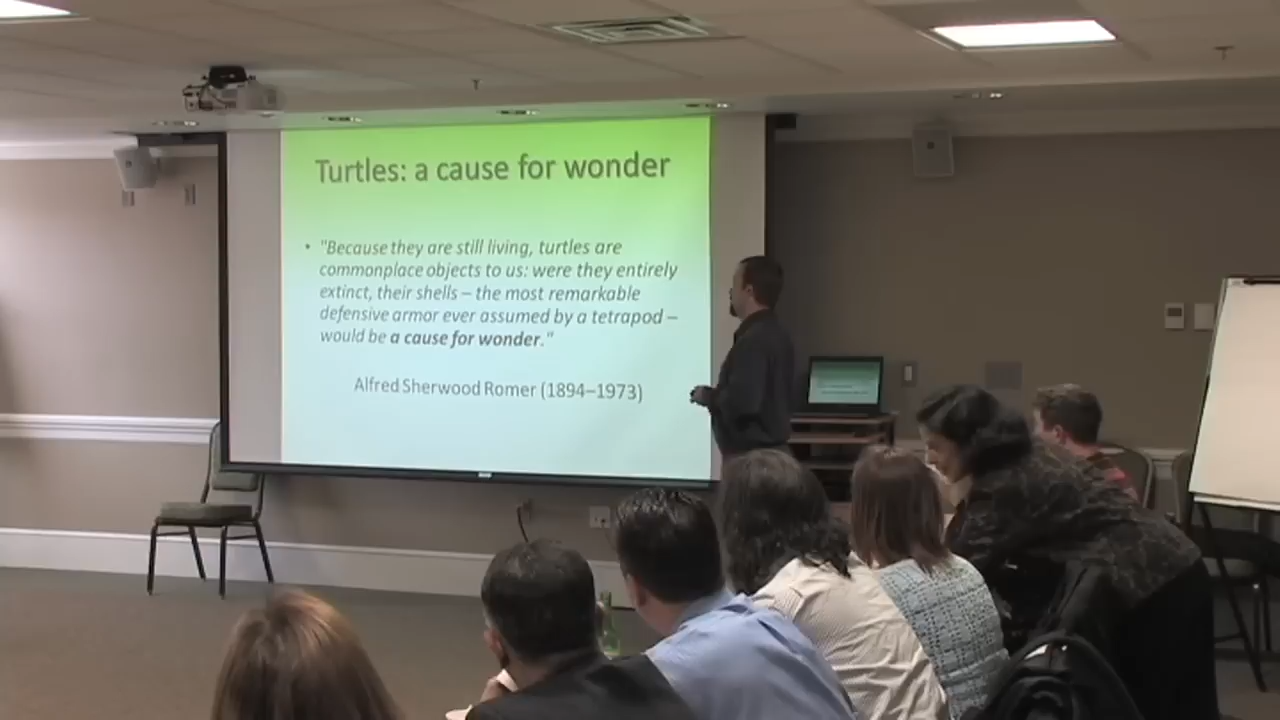 Turtles: a cause for wonder
• "Because they are still living, turtles are
commonplace objects to us: were they entirely
extinct, their shells – the most remarkable
defensive armor ever assumed by a tetrapod –
would be a cause for wonder."
Alfred Sherwood Romer (1894–1973)